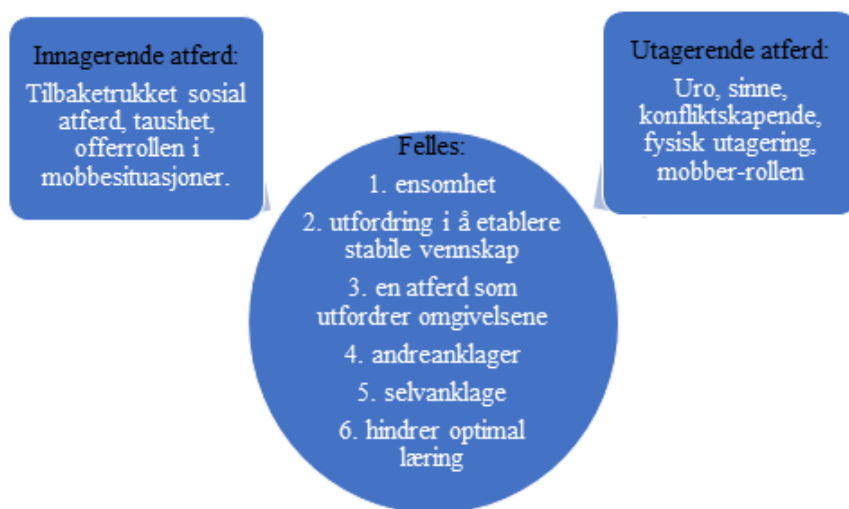 Innagerende atferd:
Tilbaketrukket sosial
atferd, taushet,
offerrollen i
mobbesituasjoner.
Utagerende atferd:
Uro, sinne,
konfliktskapende,
fysisk utagering,
mobber-rollen
Felles:
1. ensomhet
2. utfordring i å etablere
stabile vennskap
3. en atferd som
utfordrer omgivelsene
4. andreanklager
5. selvanklage
6. hindrer optimal
læring